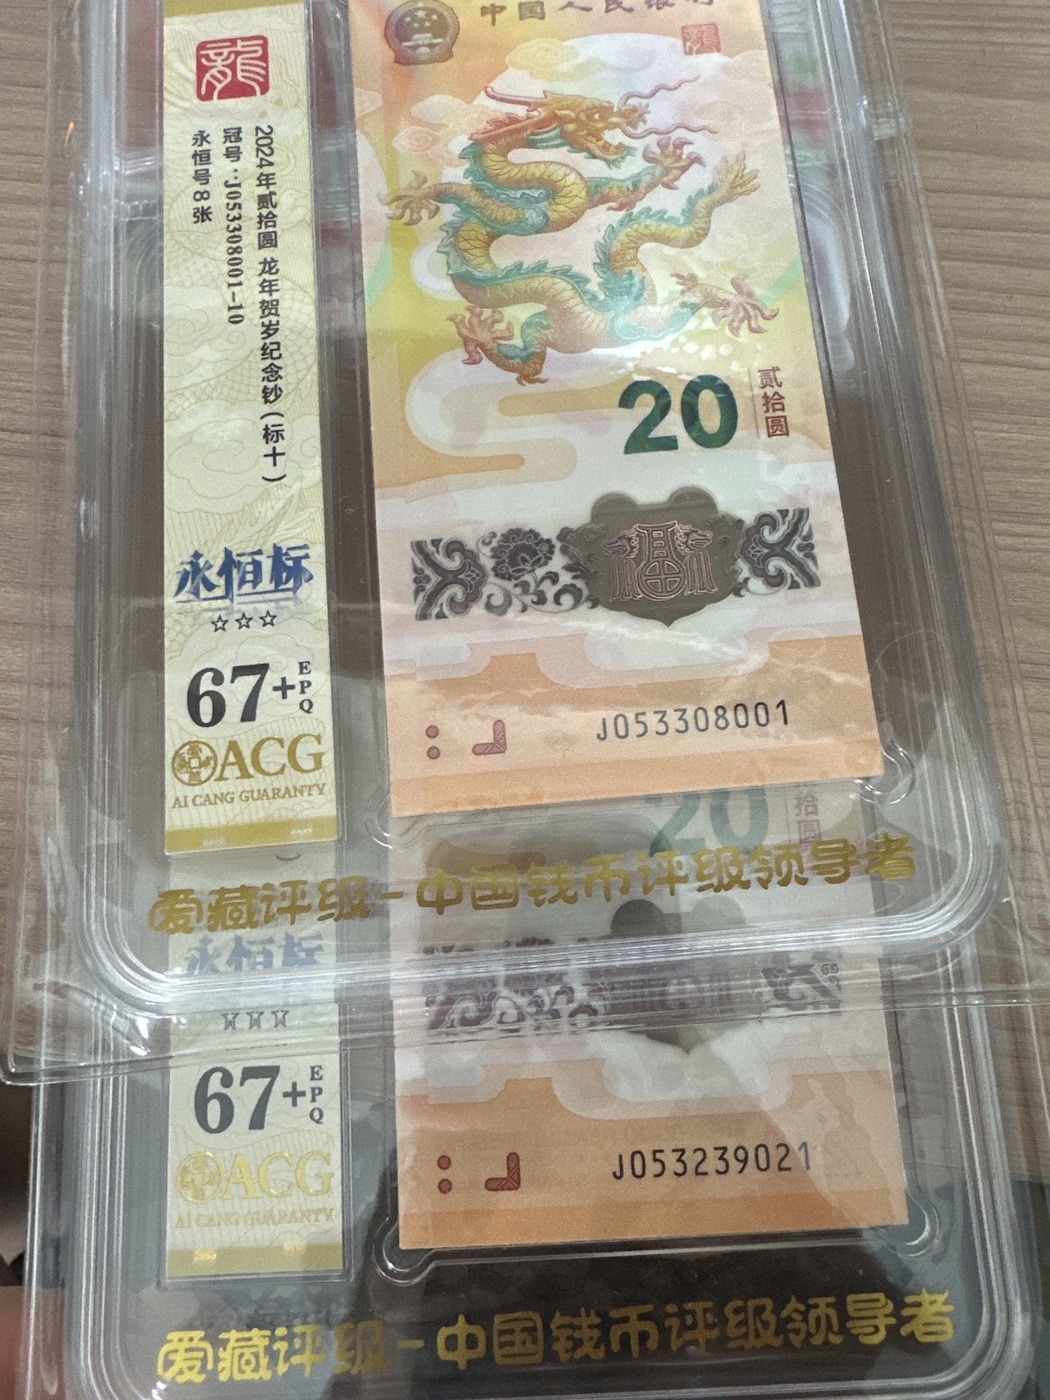 龍
2024年贰拾圆 龙年贺岁纪念钞(标十)
冠号:J053308001-10
永恒号8张
永恒标
☆☆☆
67+EPQ
ACG
AI CANG GUARANTY
中国人民银行
龍
20
贰拾圆
J053308001
爱藏评级-中国钱币评级领导者
20
拾圆
永恒标
☆☆☆
67+EPQ
ACG
AI CANG GUARANTY
J053239021
爱藏评级-中国钱币评级领导者